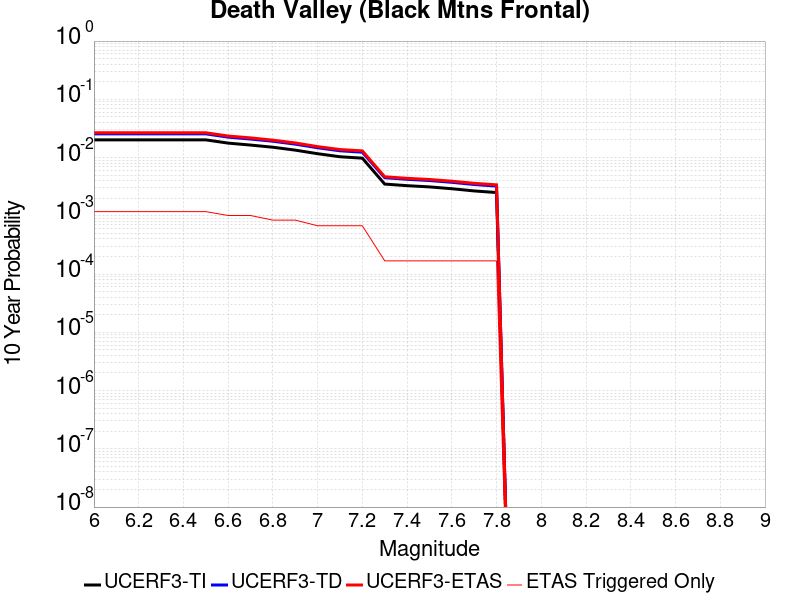 Death Valley (Black Mtns Frontal)
10 Year Probability
10^0
10^-1
10^-2
10^-3
10^-4
10^-5
10^-6
10^-7
10^-8
6 6.2 6.4 6.6 6.8 7 7.2 7.4 7.6 7.8 8 8.2 8.4 8.6 8.8 9
Magnitude
UCERF3-TI UCERF3-TD UCERF3-ETAS ETAS Triggered Only